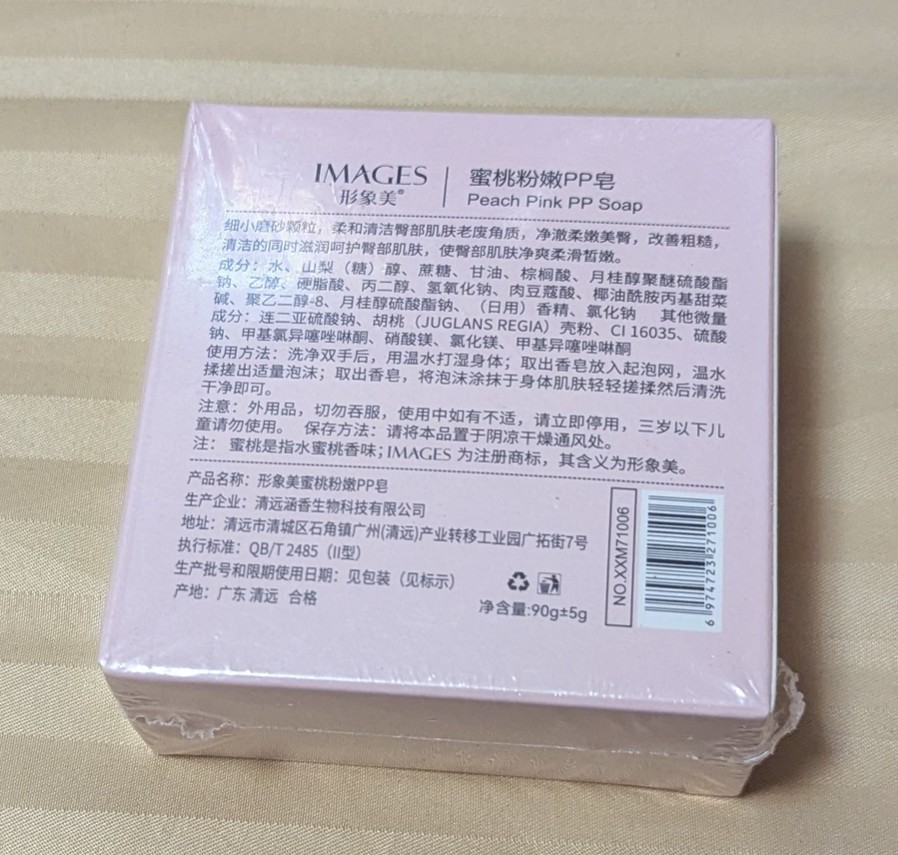 IMAGES
形象美®
蜜桃粉嫩PP皂
Peach Pink PP Soap
细小磨砂颗粒，柔和清洁臀部肌肤老废角质，净澈柔嫩美臀，改善粗糙，
清洁的同时滋润呵护臀部肌肤，使臀部肌肤净爽柔滑皙嫩。
成分：水、山梨（糖）醇、蔗糖、甘油、棕榈酸、月桂醇聚醚硫酸酯
钠、乙醇、硬脂酸、丙二醇、氢氧化钠、肉豆蔻酸、椰油酰胺丙基甜菜
碱、聚乙二醇-8、月桂醇硫酸酯钠、（日用）香精、氯化钠 其他微量
成分：连二亚硫酸钠、胡桃（JUGLANS REGIA）壳粉、CI 16035、硫酸
钠、甲基氯异噻唑啉酮、硝酸镁、氯化镁、甲基异噻唑啉酮
使用方法：洗净双手后，用温水打湿身体；取出香皂放入起泡网，温水
揉搓出适量泡沫；取出香皂，将泡沫涂抹于身体肌肤轻轻搓揉然后清洗
干净即可。
注意：外用品，切勿吞服，使用中如有不适，请立即停用，三岁以下儿
童请勿使用。 保存方法：请将本品置于阴凉干燥通风处。
注： 蜜桃是指水蜜桃香味；IMAGES 为注册商标，其含义为形象美。
产品名称：形象美蜜桃粉嫩PP皂
生产企业：清远涵香生物科技有限公司
地址：清远市清城区石角镇广州(清远)产业转移工业园广拓街7号
执行标准：QB/T 2485（II型）
生产批号和限期使用日期：见包装（见标示）
产地：广东 清远 合格
净含量:90g±5g
NO.XXM71006
6 974723 271006